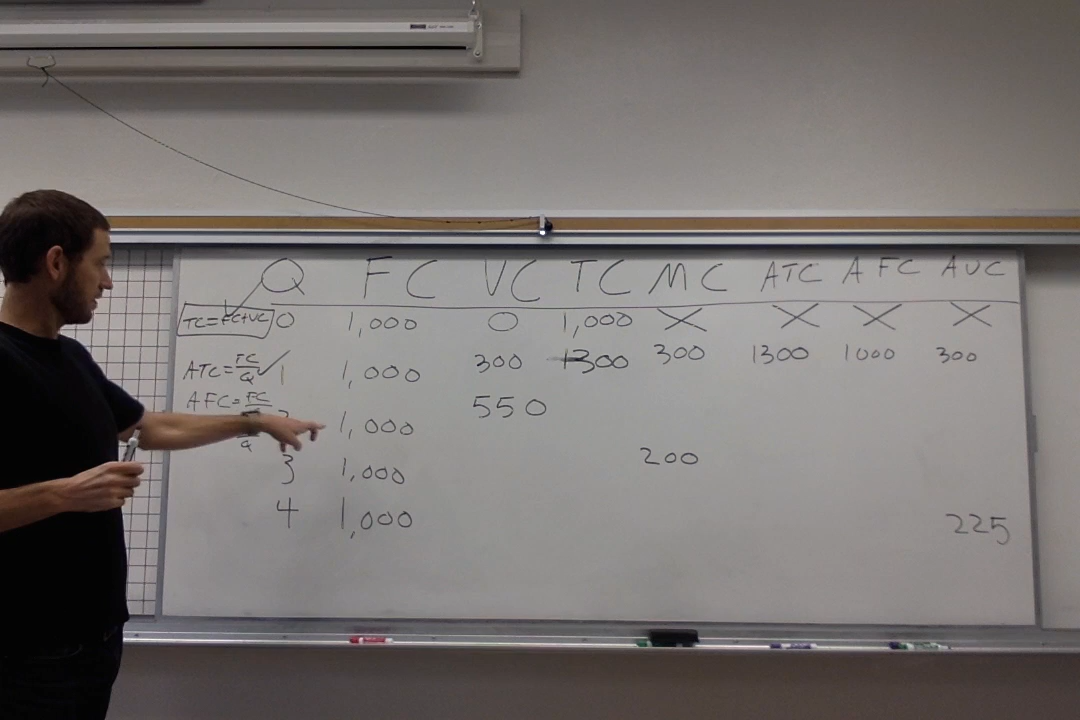 Q FC VC TC MC ATC AFC AVC
TC=FC+VC 0 1,000 0 1,000 X X X X
ATC=FC/Q ✓ 1 1,000 300 1300 300 1300 1000 300
AFC=FC
1,000 550
Q
3 1,000 200
4 1,000 225